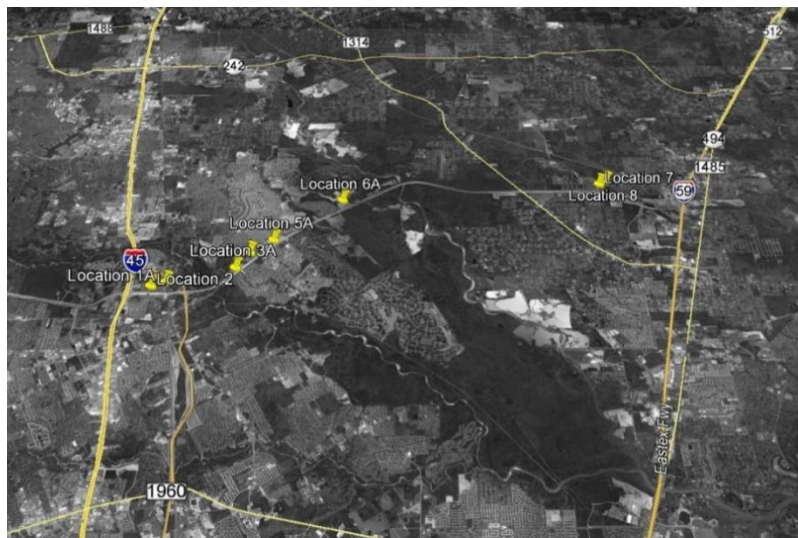 1488
242
1314
512
494
1485
Location 6A
Location 7
59
Location 8
Location 5A
Location 3A
45
Location 1A
Location 2
Eastex Fwy
1960